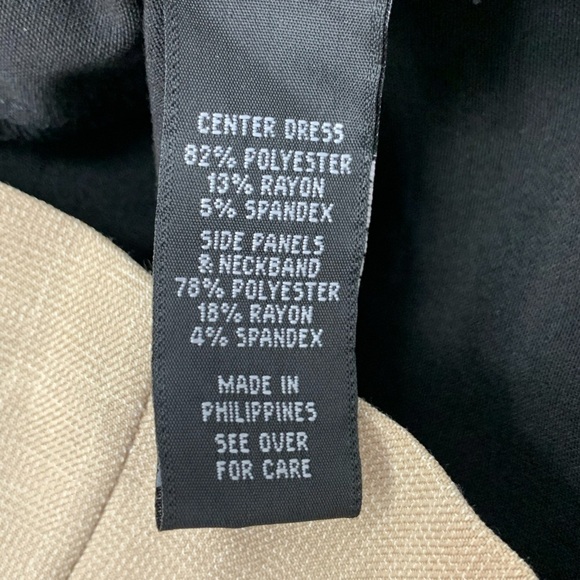 CENTER DRESS
82% POLYESTER
13% RAYON
5% SPANDEX
SIDE PANELS
& NECKBAND
78% POLYESTER
18% RAYON
4% SPANDEX
MADE IN
PHILIPPINES
SEE OVER
FOR CARE